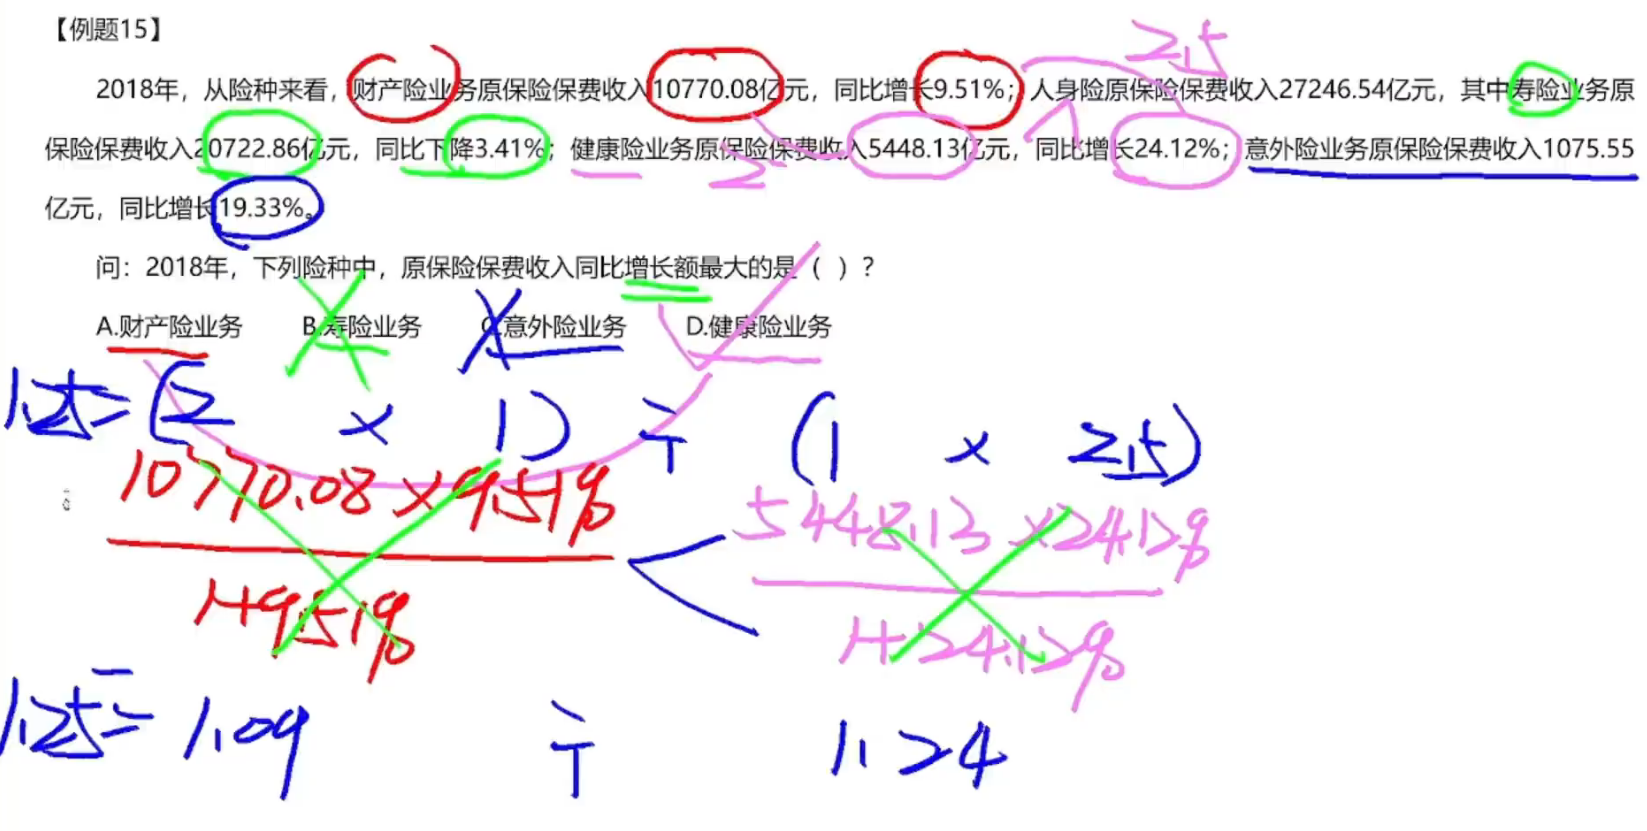 【例题15】
2.5
2018年，从险种来看，财产险业务原保险保费收入10770.08亿元，同比增长9.51%；人身险原保险保费收入27246.54亿元，其中寿险业务原
保险保费收入20722.86亿元，同比下降3.41%；健康险业务原保险保费收入5448.13亿元，同比增长24.12%；意外险业务原保险保费收入1075.55
2
亿元，同比增长19.33%。
问：2018年，下列险种中，原保险保费收入同比增长额最大的是（ ）？
A.财产险业务 B.寿险业务 C.意外险业务 D.健康险业务
1.25= (2 × 1) ÷ (1 × 2.5)
10770.08×9.51% 5448.13×24.12%
<
1+9.51% 1+24.12%
1.25= 1.09 ÷ 1.24